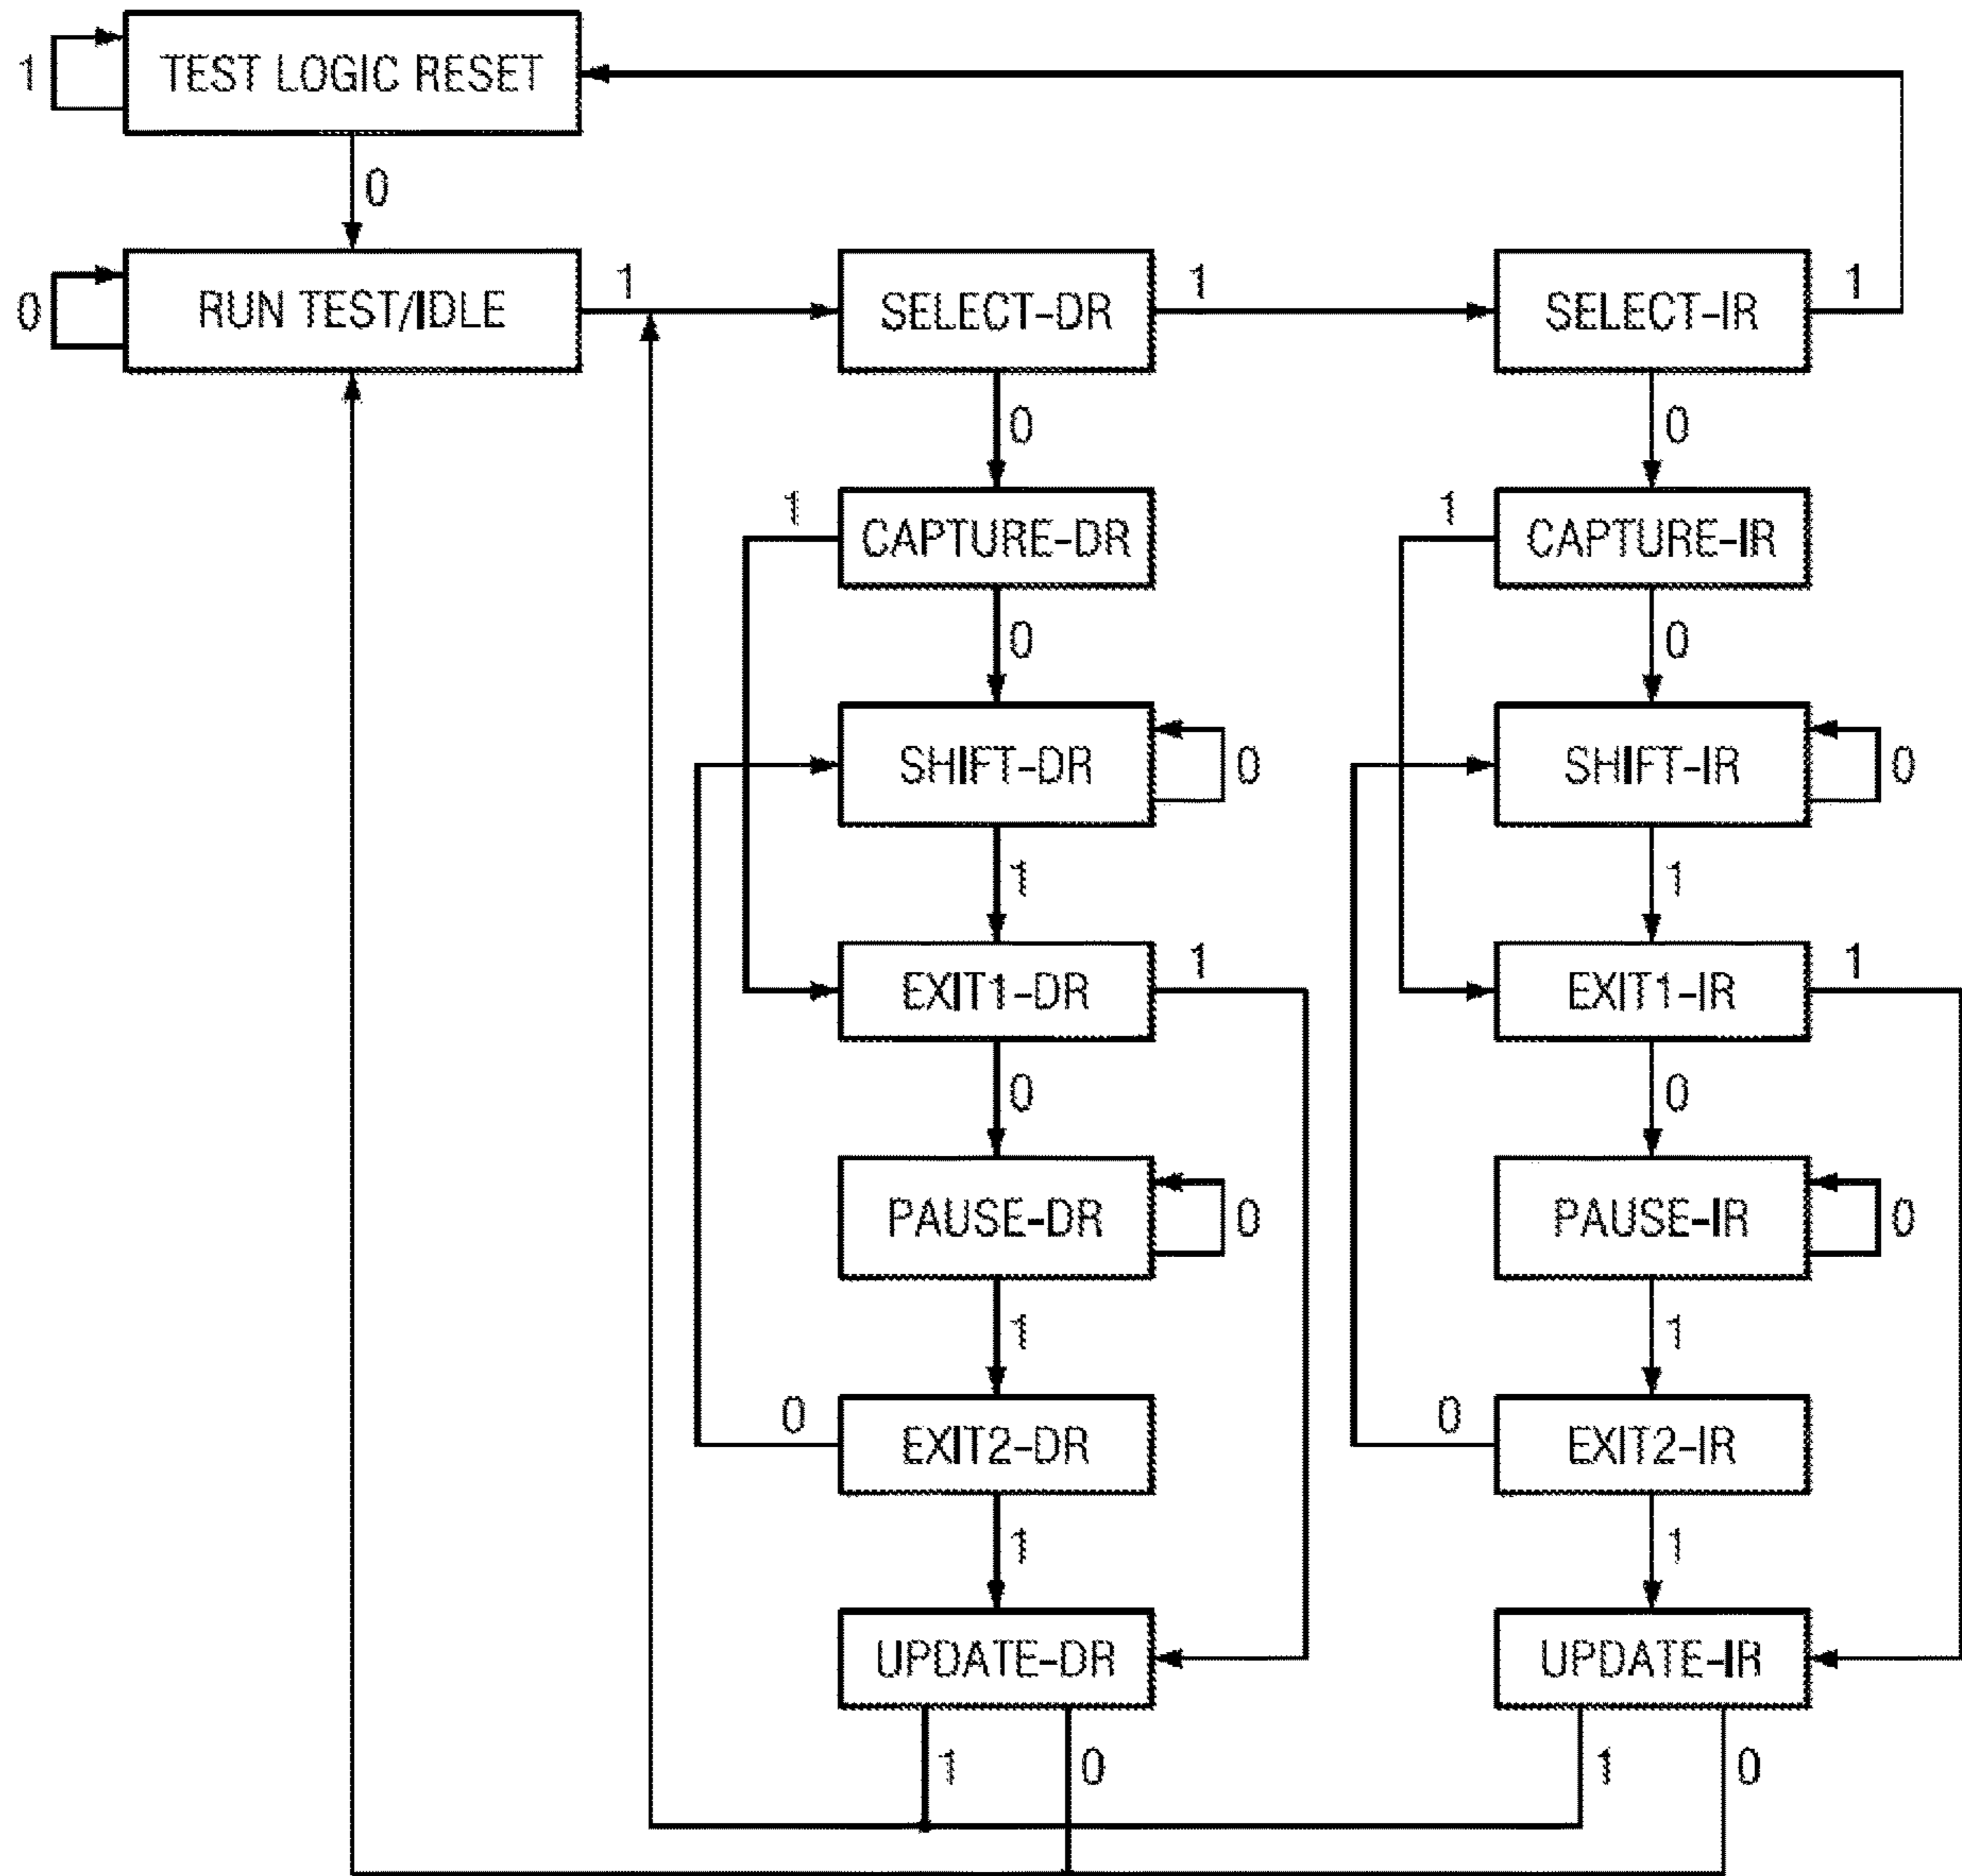 TEST LOGIC RESET
1
0
RUN TEST/IDLE
0
1
SELECT-DR
1
SELECT-IR
1
0
0
1
CAPTURE-DR
1
CAPTURE-IR
0
0
SHIFT-DR
0
SHIFT-IR
0
1
1
EXIT1-DR
1
EXIT1-IR
1
0
0
PAUSE-DR
0
PAUSE-IR
0
1
1
0
EXIT2-DR
0
EXIT2-IR
1
1
UPDATE-DR
UPDATE-IR
1
0
1
0